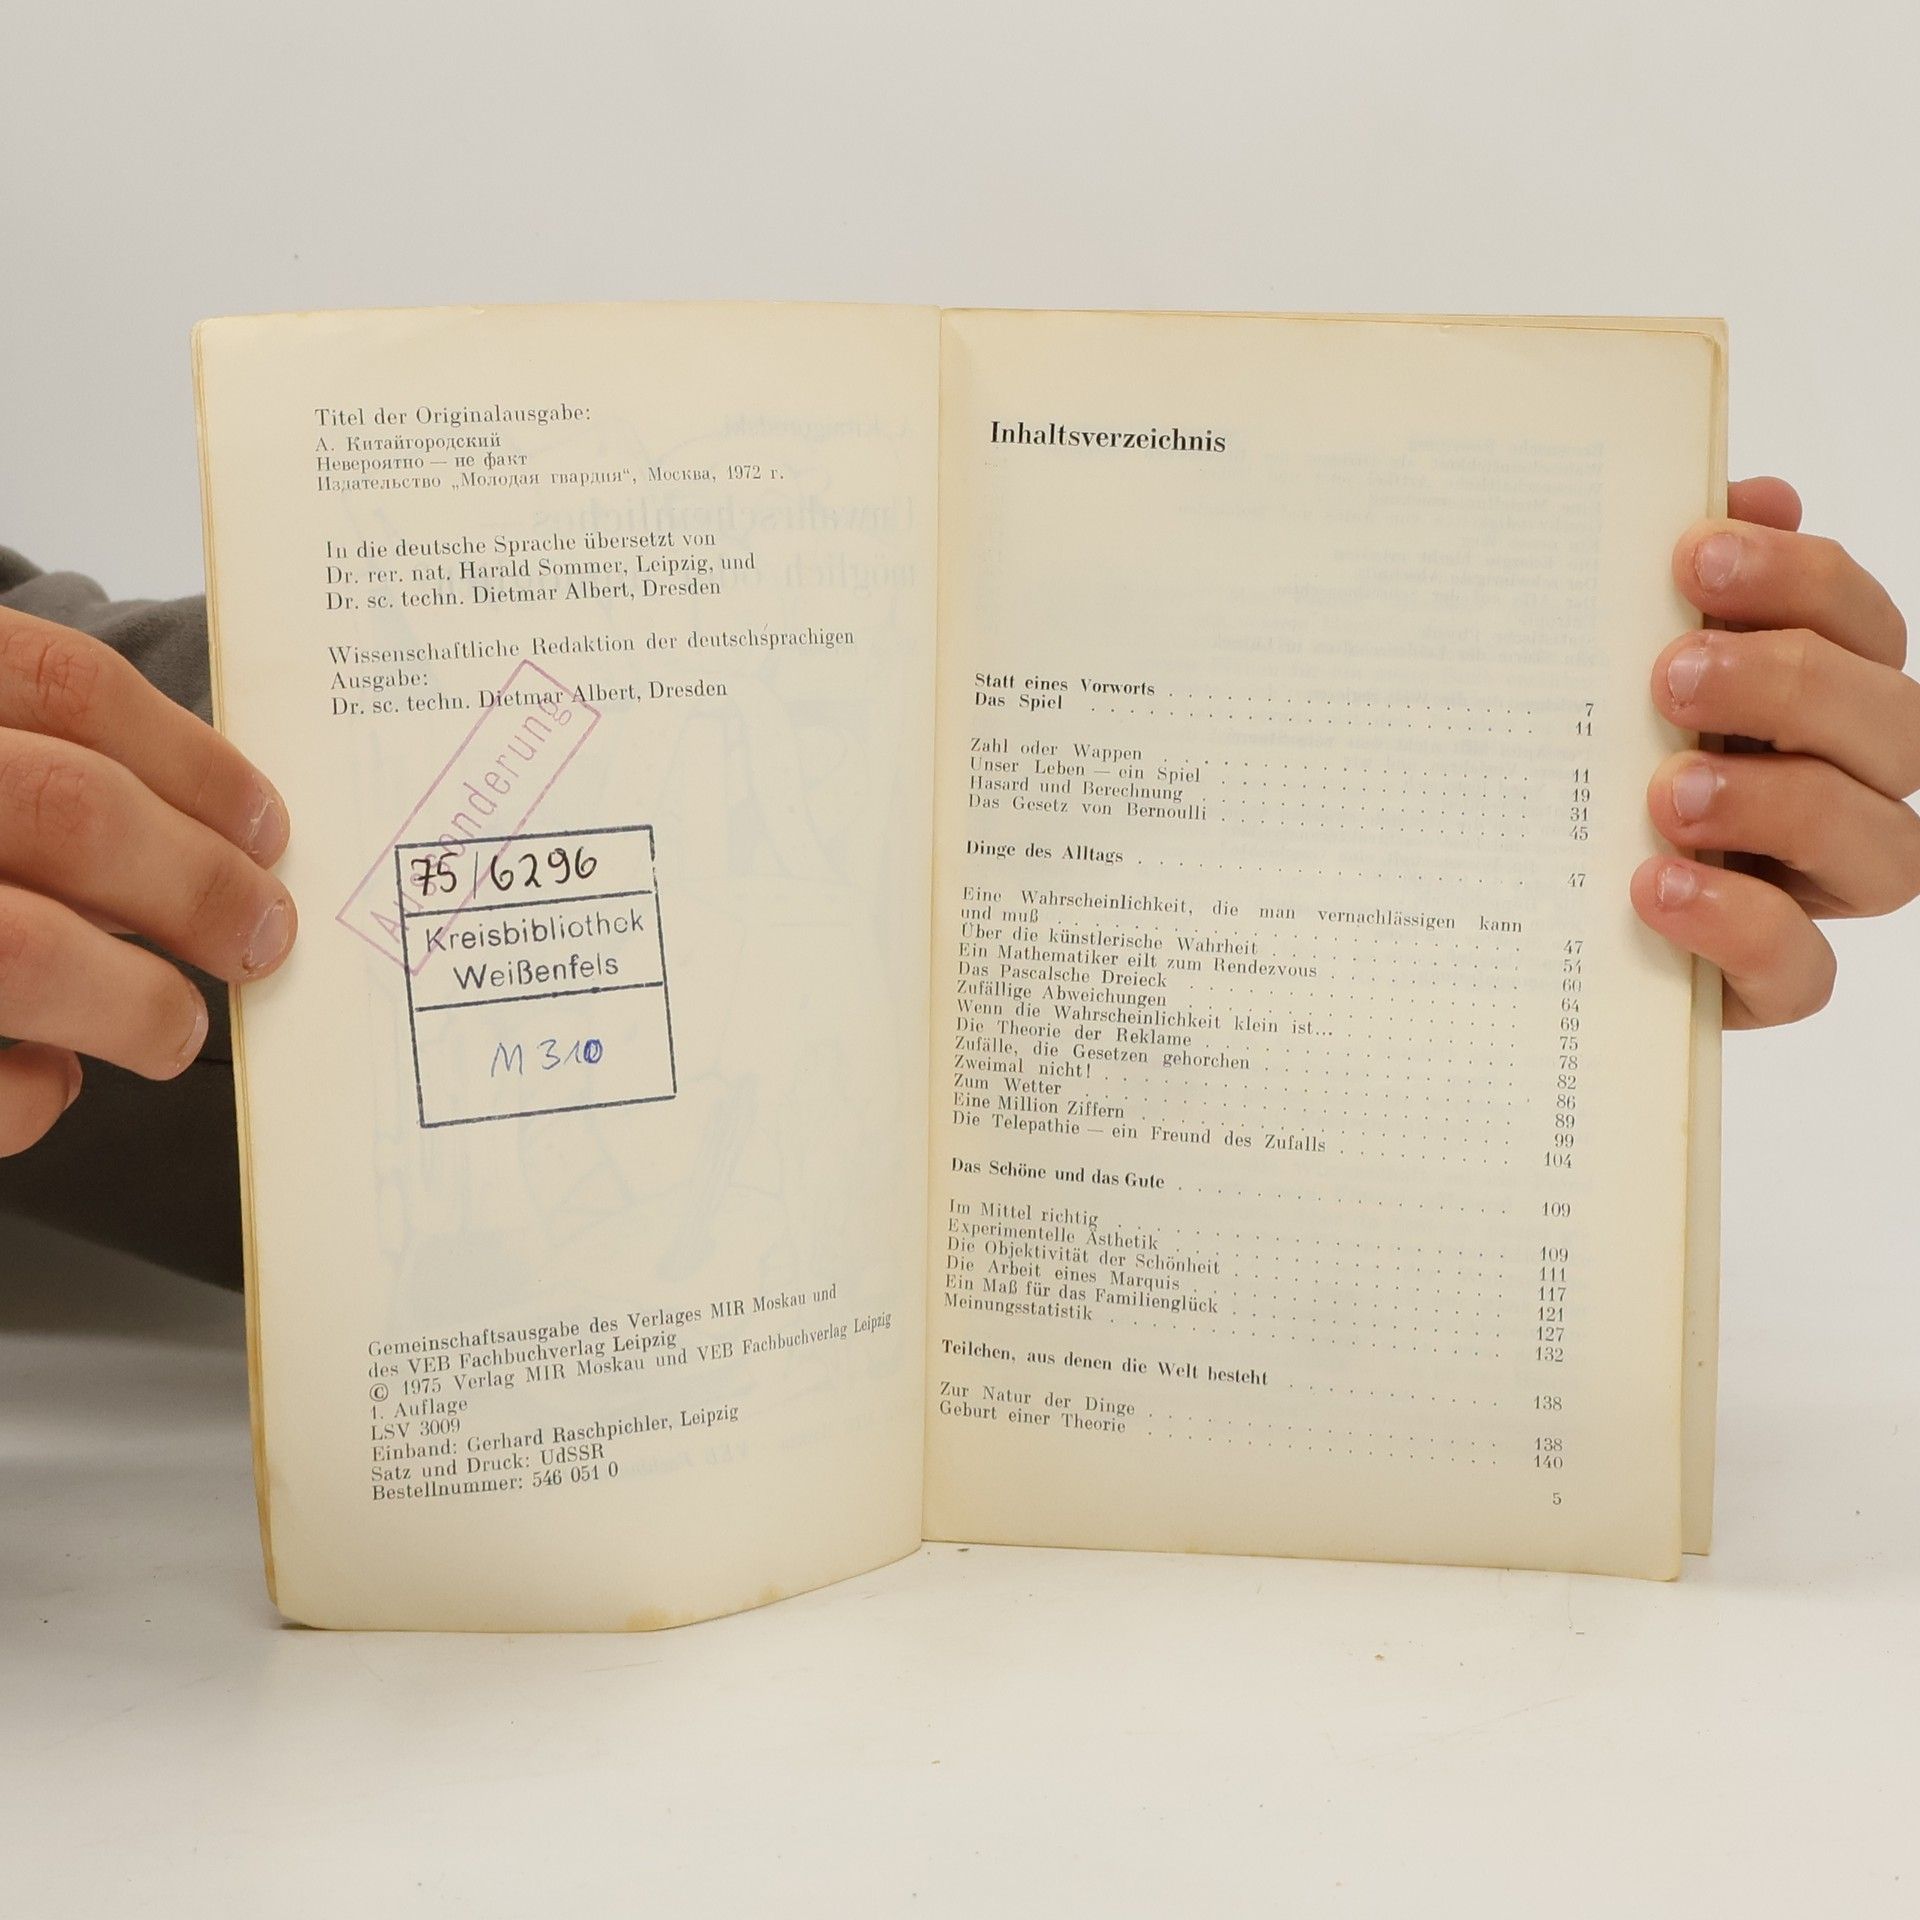 Titel der Originalausgabe:
А. Китайгородский
Невероятно — не факт
Издательство „Молодая гвардия“, Москва, 1972 г.
In die deutsche Sprache übersetzt von
Dr. rer. nat. Harald Sommer, Leipzig, und
Dr. sc. techn. Dietmar Albert, Dresden
Wissenschaftliche Redaktion der deutschsprachigen
Ausgabe:
Dr. sc. techn. Dietmar Albert, Dresden
Aussonderung
75/6296
Kreisbibliothek
Weißenfels
M 310
Gemeinschaftsausgabe des Verlages MIR Moskau und
des VEB Fachbuchverlag Leipzig
© 1975 Verlag MIR Moskau und VEB Fachbuchverlag Leipzig
1. Auflage
LSV 3009
Einband: Gerhard Raschpichler, Leipzig
Satz und Druck: UdSSR
Bestellnummer: 546 051 0
Inhaltsverzeichnis
Statt eines Vorworts . . . . . . . . . . . . . . . . 7
Das Spiel . . . . . . . . . . . . . . . . 11
Zahl oder Wappen . . . . . . . . . . . . . . . . 11
Unser Leben — ein Spiel . . . . . . . . . . . . . . . . 19
Hasard und Berechnung . . . . . . . . . . . . . . . . 31
Das Gesetz von Bernoulli . . . . . . . . . . . . . . . . 45
Dinge des Alltags . . . . . . . . . . . . . . . . 47
Eine Wahrscheinlichkeit, die man vernachlässigen kann
und muß . . . . . . . . . . . . . . . . 47
Über die künstlerische Wahrheit . . . . . . . . . . . . 54
Ein Mathematiker eilt zum Rendezvous . . . . . . . . . . 60
Das Pascalsche Dreieck . . . . . . . . . . . . . . . . 64
Zufällige Abweichungen . . . . . . . . . . . . . . . . 69
Wenn die Wahrscheinlichkeit klein ist... . . . . . . . . . 75
Die Theorie der Reklame . . . . . . . . . . . . . . . . 78
Zufälle, die Gesetzen gehorchen . . . . . . . . . . . . 82
Zweimal nicht! . . . . . . . . . . . . . . . . 86
Zum Wetter . . . . . . . . . . . . . . . . 89
Eine Million Ziffern . . . . . . . . . . . . . . . . 99
Die Telepathie — ein Freund des Zufalls . . . . . . . . . 104
Das Schöne und das Gute . . . . . . . . . . . . . . . . 109
Im Mittel richtig . . . . . . . . . . . . . . . . 109
Experimentelle Ästhetik . . . . . . . . . . . . . . . . 111
Die Objektivität der Schönheit . . . . . . . . . . . . . 117
Die Arbeit eines Marquis . . . . . . . . . . . . . . . . 121
Ein Maß für das Familienglück . . . . . . . . . . . . . 127
Meinungsstatistik . . . . . . . . . . . . . . . . 132
Teilchen, aus denen die Welt besteht . . . . . . . . . . 138
Zur Natur der Dinge . . . . . . . . . . . . . . . . 138
Geburt einer Theorie . . . . . . . . . . . . . . . . 140
5